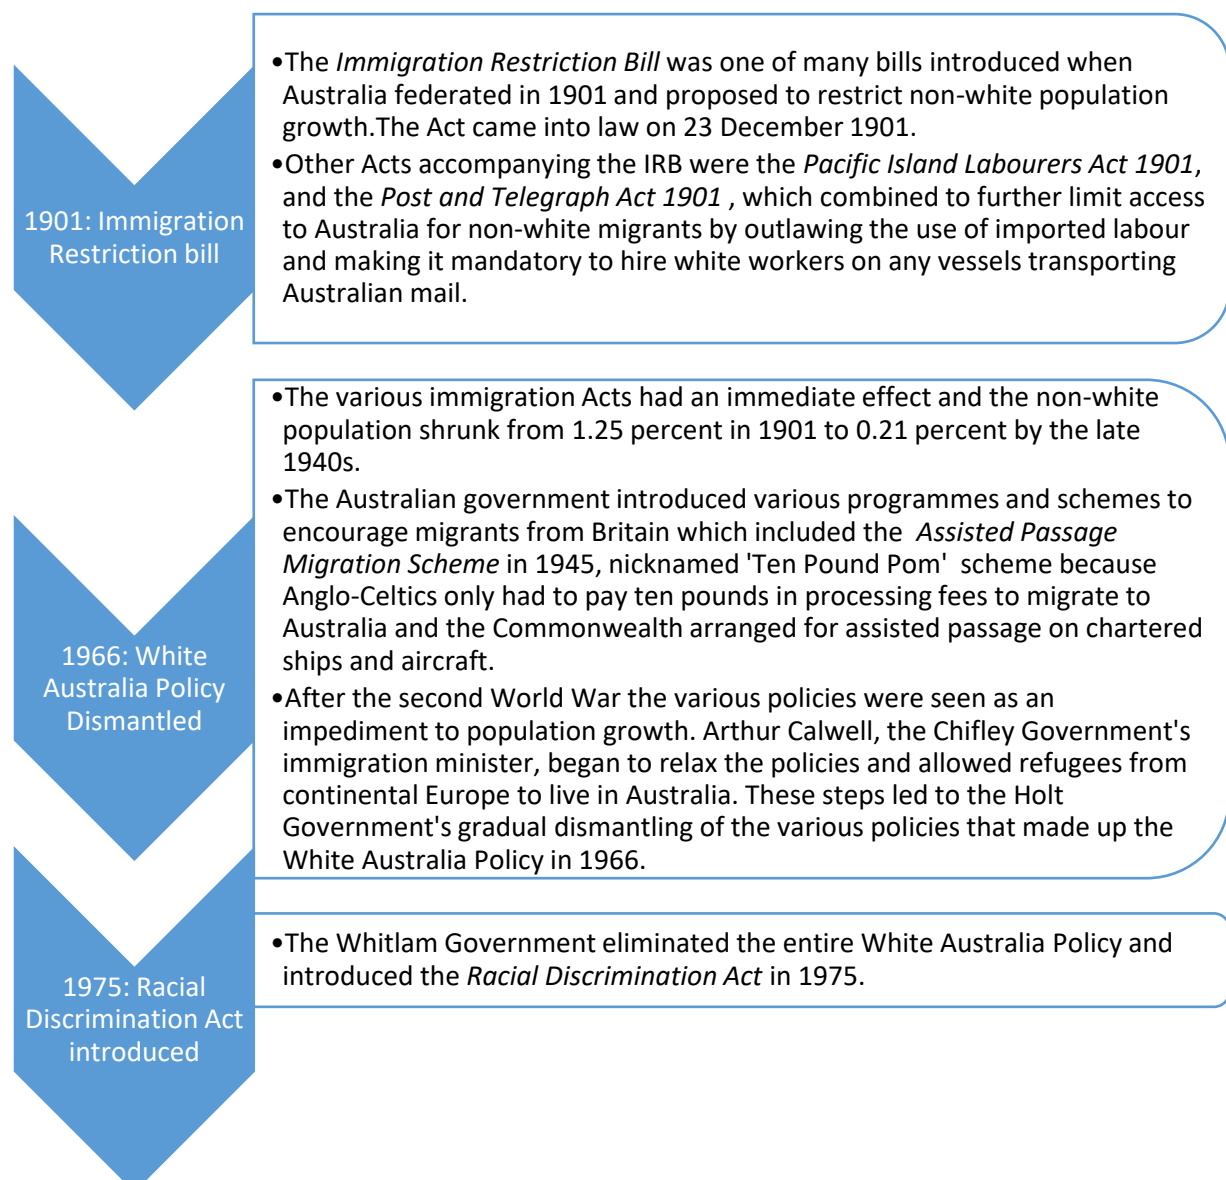 1901: Immigration
Restriction bill
•The Immigration Restriction Bill was one of many bills introduced when
Australia federated in 1901 and proposed to restrict non-white population
growth.The Act came into law on 23 December 1901.
•Other Acts accompanying the IRB were the Pacific Island Labourers Act 1901,
and the Post and Telegraph Act 1901 , which combined to further limit access
to Australia for non-white migrants by outlawing the use of imported labour
and making it mandatory to hire white workers on any vessels transporting
Australian mail.
1966: White
Australia Policy
Dismantled
•The various immigration Acts had an immediate effect and the non-white
population shrunk from 1.25 percent in 1901 to 0.21 percent by the late
1940s.
•The Australian government introduced various programmes and schemes to
encourage migrants from Britain which included the Assisted Passage
Migration Scheme in 1945, nicknamed 'Ten Pound Pom' scheme because
Anglo-Celtics only had to pay ten pounds in processing fees to migrate to
Australia and the Commonwealth arranged for assisted passage on chartered
ships and aircraft.
•After the second World War the various policies were seen as an
impediment to population growth. Arthur Calwell, the Chifley Government's
immigration minister, began to relax the policies and allowed refugees from
continental Europe to live in Australia. These steps led to the Holt
Government's gradual dismantling of the various policies that made up the
White Australia Policy in 1966.
1975: Racial
Discrimination Act
introduced
•The Whitlam Government eliminated the entire White Australia Policy and
introduced the Racial Discrimination Act in 1975.